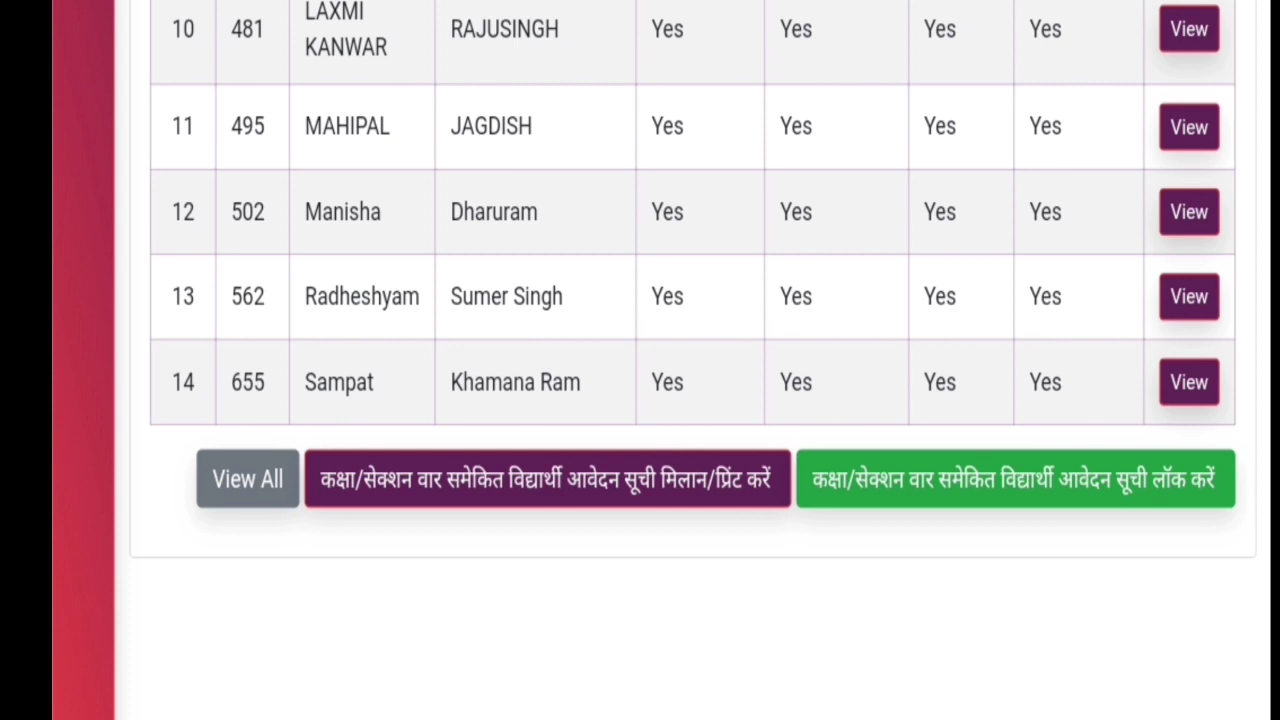 LAXMI
10 481 KANWAR RAJUSINGH Yes Yes Yes Yes View
11 495 MAHIPAL JAGDISH Yes Yes Yes Yes View
12 502 Manisha Dharuram Yes Yes Yes Yes View
13 562 Radheshyam Sumer Singh Yes Yes Yes Yes View
14 655 Sampat Khamana Ram Yes Yes Yes Yes View
View All कक्षा/सेक्शन वार समेकित विद्यार्थी आवेदन सूची मिलान/प्रिंट करें कक्षा/सेक्शन वार समेकित विद्यार्थी आवेदन सूची लॉक करें